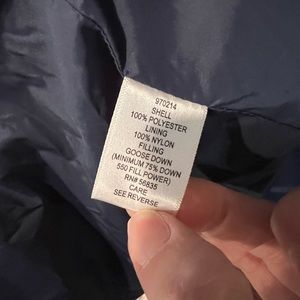 970214
SHELL
100% POLYESTER
LINING
100% NYLON
FILLING
GOOSE DOWN
(MINIMUM 75% DOWN
550 FILL POWER)
RN# 56835
CARE
SEE REVERSE